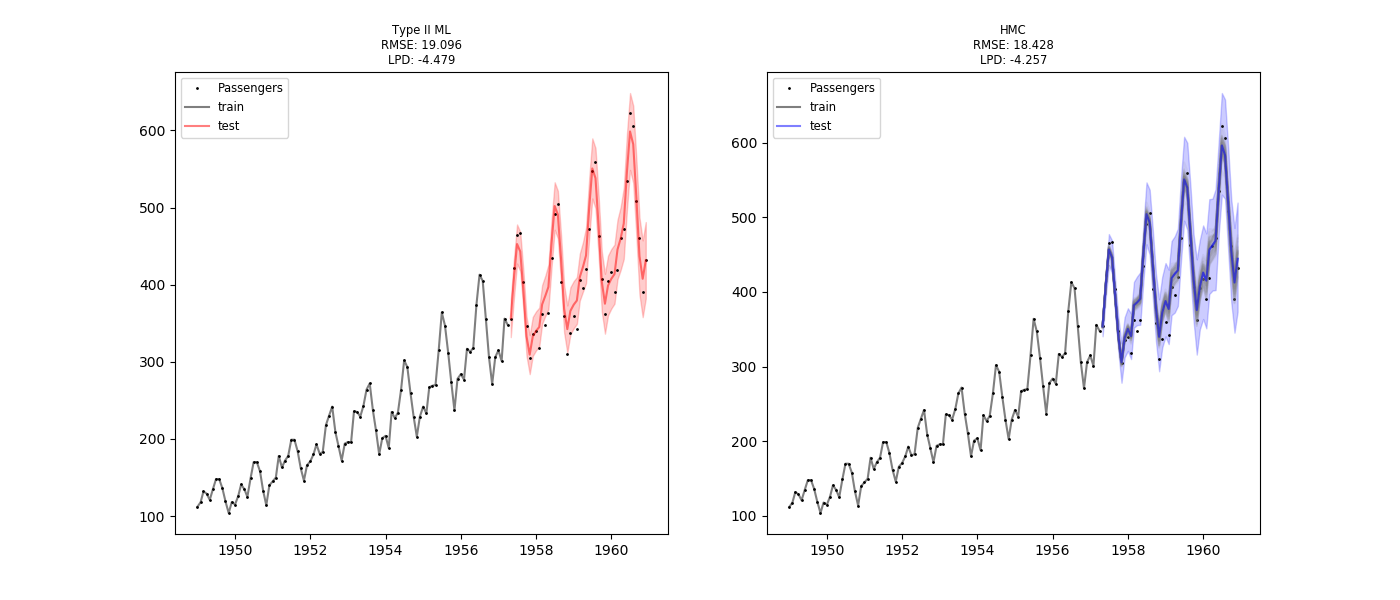 Type II ML
RMSE: 19.096
LPD: -4.479
Passengers
train
test
600
500
400
300
200
100
1950 1952 1954 1956 1958 1960
HMC
RMSE: 18.428
LPD: -4.257
Passengers
train
test
600
500
400
300
200
100
1950 1952 1954 1956 1958 1960